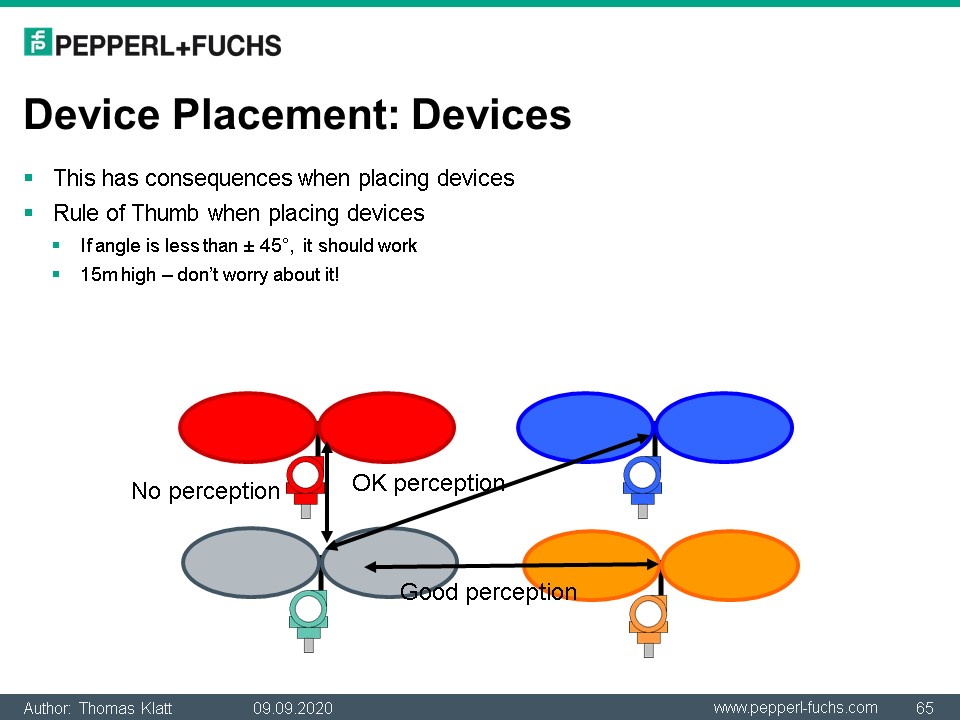 PEPPERL+FUCHS
Device Placement: Devices
This has consequences when placing devices
Rule of Thumb when placing devices
If angle is less than ± 45°, it should work
15m high – don't worry about it!
No perception
OK perception
Good perception
Author: Thomas Klatt 09.09.2020 www.pepperl-fuchs.com 65